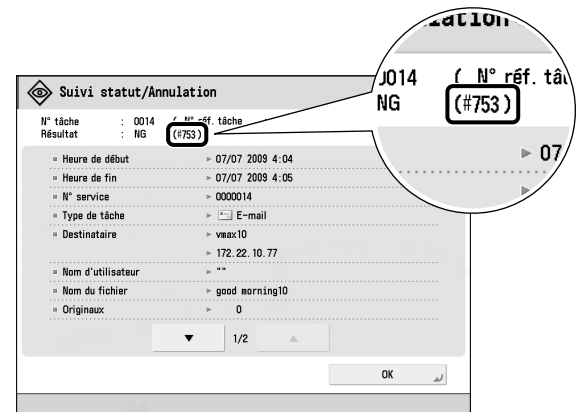 Suivi statut/Annulation
N° tâche : 0014 ( N° réf. tâche
Résultat : NG (#753)
Heure de début ▶ 07/07 2009 4:04
Heure de fin ▶ 07/07 2009 4:05
N° service ▶ 0000014
Type de tâche ▶ E-mail
Destinataire ▶ vmax10
▶ 172.22.10.77
Nom d'utilisateur ▶ ""
Nom du fichier ▶ good morning10
Originaux ▶ 0
▼ 1/2 ▲
OK
lation
0014 ( N° réf. tâ
NG (#753)
▶ 07
▶